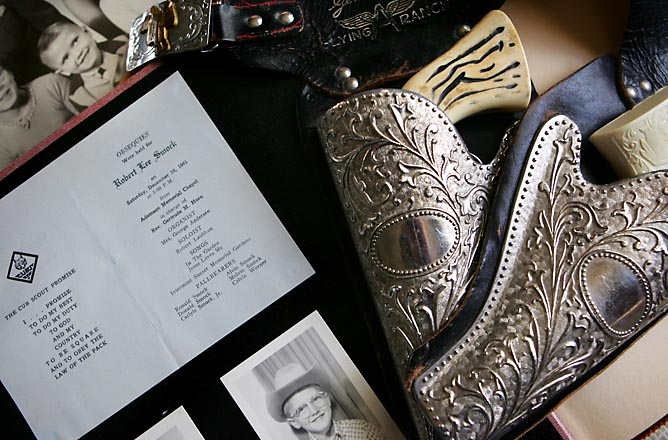 FLYING A RANCH
OBSEQUIES
Were held for
Robert Lee Smock
on
Saturday, December 16, 1961
at 1:00 P.M.
from
Adamson Memorial Chapel
in charge of
Rev. Gertrude M. Horn
ORGANIST
Mrs. George Andersen
SOLOIST
Robert
SONGS
In The Garden
Jesus Loves Me
Interment Sunset Memorial Gardens
PALLBEARERS
Ronald Smock, Alvin Smock
Donald Smock, Melvin Smock
Carlyle Smock, Jr. Calvin Werner
THE CUB SCOUT PROMISE
I . . . . PROMISE
TO DO MY BEST
TO DO MY DUTY
TO GOD
AND MY
COUNTRY
TO BE SQUARE
AND TO OBEY THE
LAW OF THE PACK